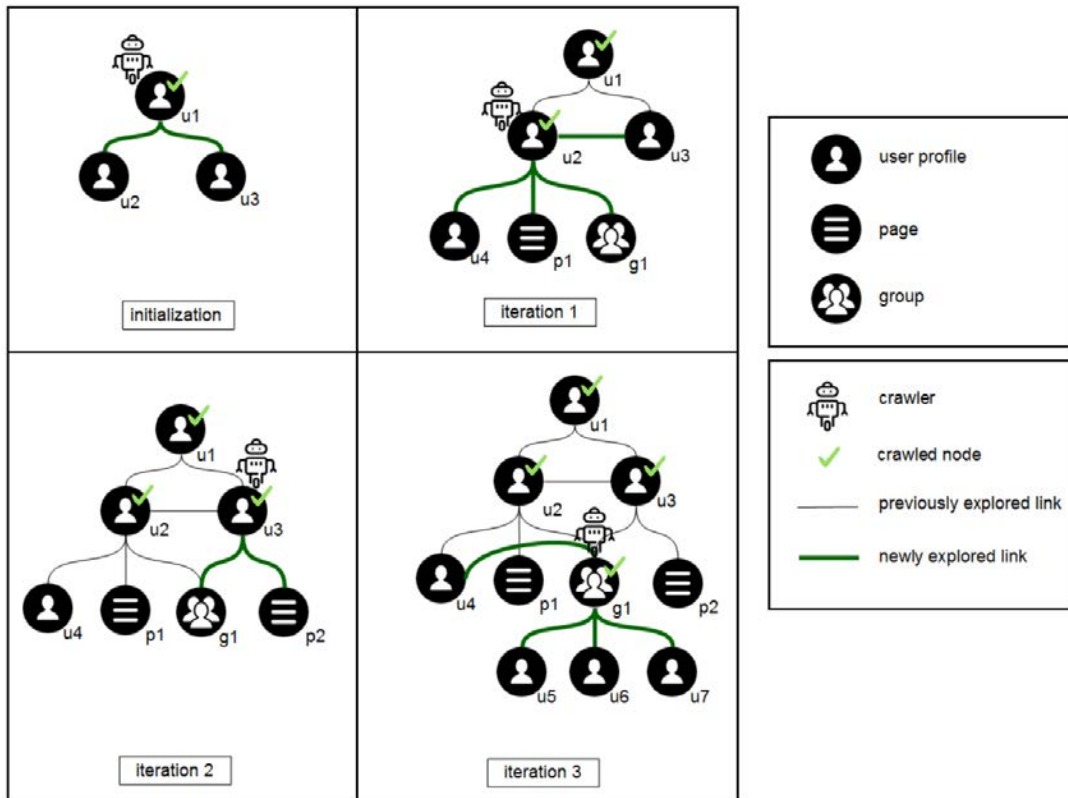 u1
u2
u3
initialization
u1
u2
u3
u4
p1
g1
iteration 1
u1
u2
u3
u4
p1
g1
p2
iteration 2
u1
u2
u3
u4
p1
g1
p2
u5
u6
u7
iteration 3
user profile
page
group
crawler
crawled node
previously explored link
newly explored link